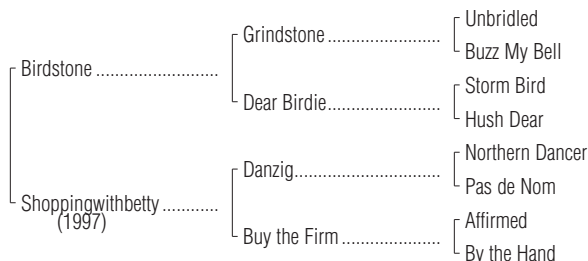 Unbridled
Grindstone
Buzz My Bell
Birdstone
Storm Bird
Dear Birdie
Hush Dear
Northern Dancer
Danzig
Pas de Nom
Shoppingwithbetty
(1997)
Affirmed
Buy the Firm
By the Hand